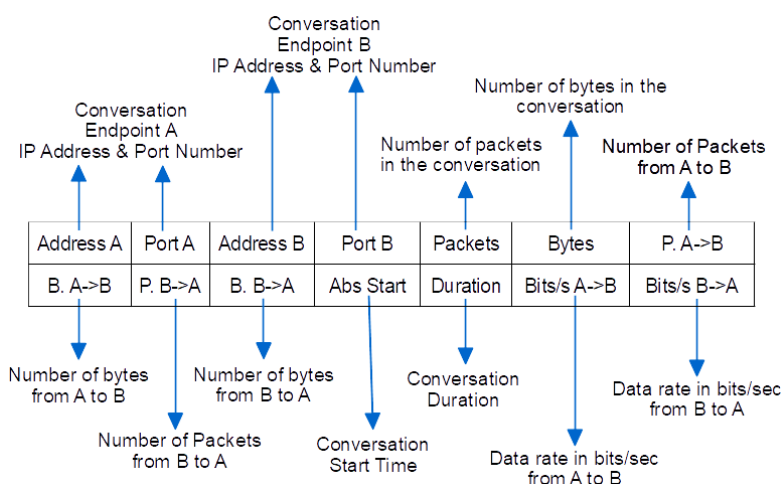 Conversation
Endpoint B
IP Address & Port Number
Conversation
Endpoint A
IP Address & Port Number
Number of bytes in the
conversation
Number of packets
in the conversation
Number of Packets
from A to B
Address A Port A Address B Port B Packets Bytes P. A->B
B. A->B P. B->A B. B->A Abs Start Duration Bits/s A->B Bits/s B->A
Number of bytes
from A to B
Number of Packets
from B to A
Number of bytes
from B to A
Conversation
Start Time
Conversation
Duration
Data rate in bits/sec
from A to B
Data rate in bits/sec
from B to A